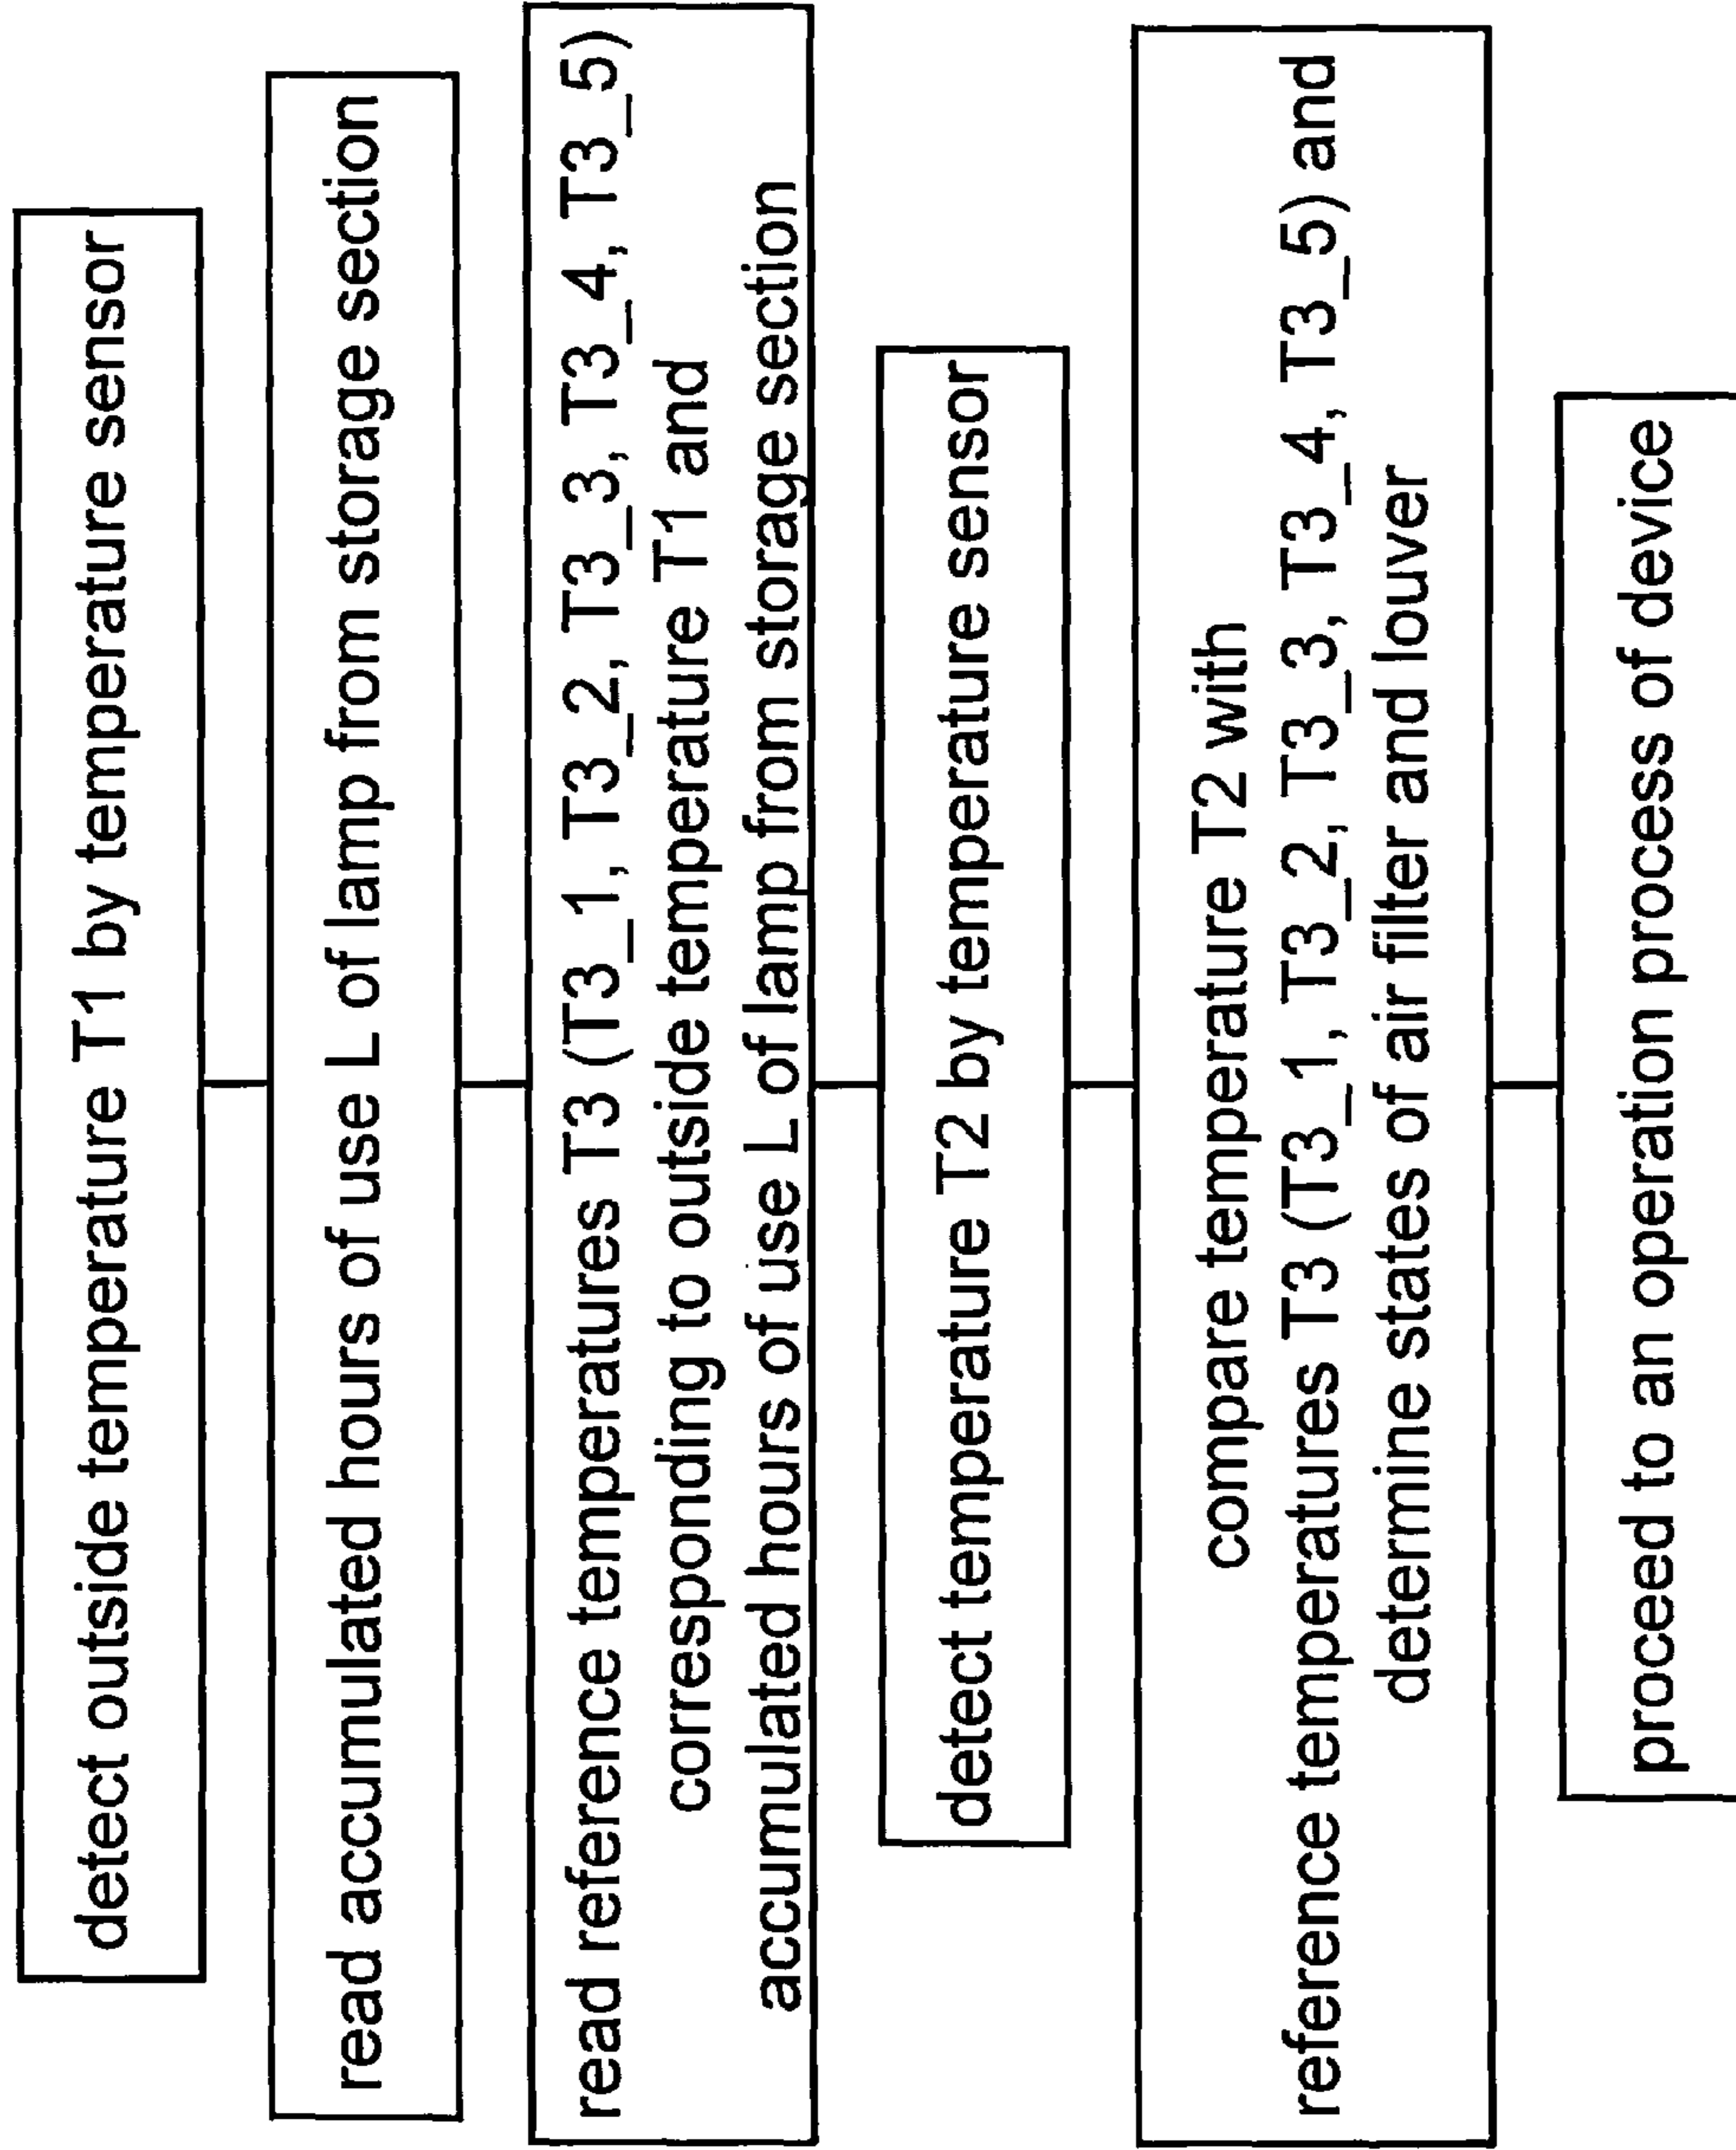 detect outside temperature T1 by temperature sensor
read accumulated hours of use L of lamp from storage section
read reference temperatures T3 (T3_1, T3_2, T3_3, T3_4, T3_5)
corresponding to outside temperature T1 and
accumulated hours of use L of lamp from storage section
detect temperature T2 by temperature sensor
compare temperature T2 with
reference temperatures T3 (T3_1, T3_2, T3_3, T3_4, T3_5) and
determine states of air filter and louver
proceed to an operation process of device